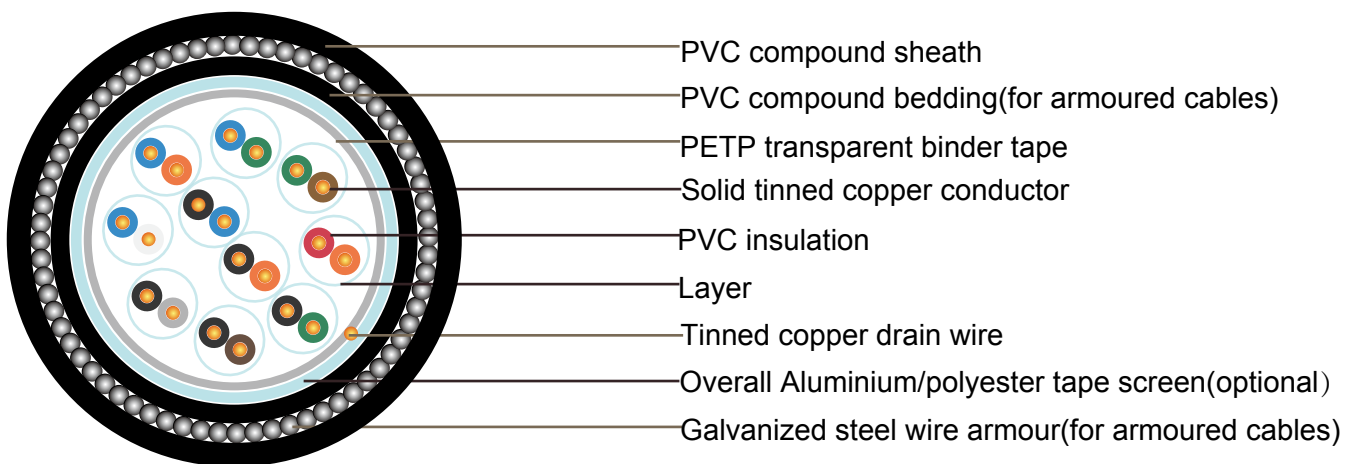 PVC compound sheath
PVC compound bedding(for armoured cables)
PETP transparent binder tape
Solid tinned copper conductor
PVC insulation
Layer
Tinned copper drain wire
Overall Aluminium/polyester tape screen(optional）
Galvanized steel wire armour(for armoured cables)